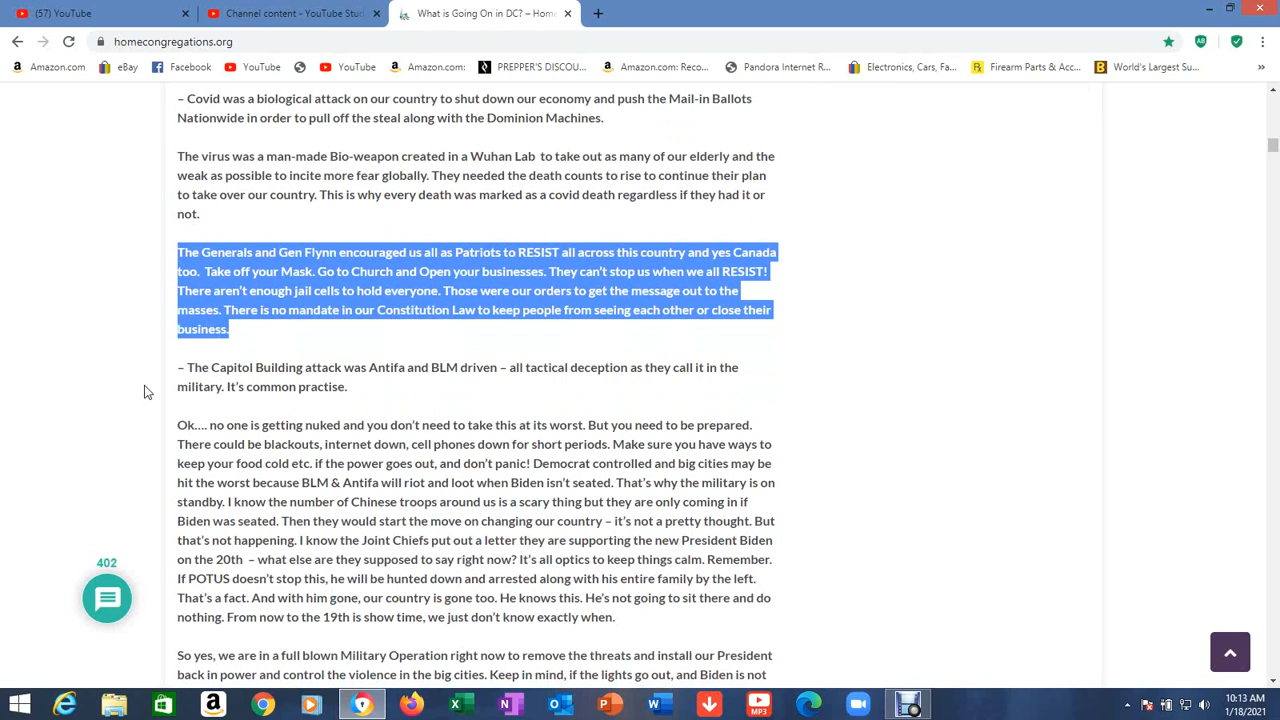 (57) YouTube
Channel content - YouTube Stud
What is Going On in DC? – Home
homecongregations.org
Amazon.com
eBay
Facebook
YouTube
YouTube
Amazon.com:
PREPPER'S DISCOU...
Amazon.com: Reco...
Pandora Internet R...
Electronics, Cars, Fa...
Firearm Parts & Acc...
World's Largest Su...
– Covid was a biological attack on our country to shut down our economy and push the Mail-in Ballots
Nationwide in order to pull off the steal along with the Dominion Machines.
The virus was a man-made Bio-weapon created in a Wuhan Lab  to take out as many of our elderly and the
weak as possible to incite more fear globally. They needed the death counts to rise to continue their plan
to take over our country. This is why every death was marked as a covid death regardless if they had it or
not.
The Generals and Gen Flynn encouraged us all as Patriots to RESIST all across this country and yes Canada
too.  Take off your Mask. Go to Church and Open your businesses. They can't stop us when we all RESIST!
There aren't enough jail cells to hold everyone. Those were our orders to get the message out to the
masses. There is no mandate in our Constitution Law to keep people from seeing each other or close their
business.
– The Capitol Building attack was Antifa and BLM driven – all tactical deception as they call it in the
military. It's common practise.
Ok…. no one is getting nuked and you don't need to take this at its worst. But you need to be prepared.
There could be blackouts, internet down, cell phones down for short periods. Make sure you have ways to
keep your food cold etc. if the power goes out, and don't panic! Democrat controlled and big cities may be
hit the worst because BLM & Antifa will riot and loot when Biden isn't seated. That's why the military is on
standby. I know the number of Chinese troops around us is a scary thing but they are only coming in if
Biden was seated. Then they would start the move on changing our country – it's not a pretty thought. But
that's not happening. I know the Joint Chiefs put out a letter they are supporting the new President Biden
on the 20th  – what else are they supposed to say right now? It's all optics to keep things calm. Remember.
If POTUS doesn't stop this, he will be hunted down and arrested along with his entire family by the left.
That's a fact. And with him gone, our country is gone too. He knows this. He's not going to sit there and do
nothing. From now to the 19th is show time, we just don't know exactly when.
So yes, we are in a full blown Military Operation right now to remove the threats and install our President
back in power and control the violence in the big cities. Keep in mind, if the lights go out, and Biden is not
402
10:13 AM
1/18/2021